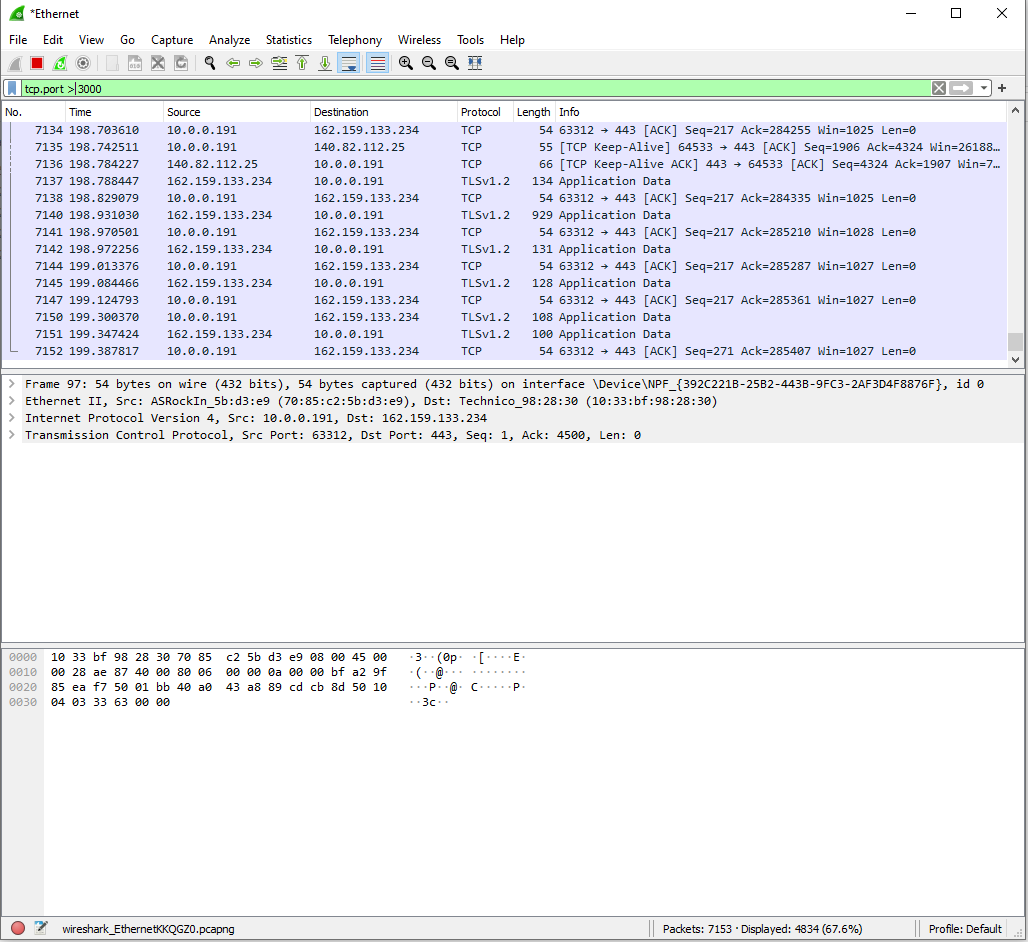 *Ethernet
File Edit View Go Capture Analyze Statistics Telephony Wireless Tools Help
tcp.port > 3000
No. Time Source Destination Protocol Length Info
7134 198.703610 10.0.0.191 162.159.133.234 TCP 54 63312 → 443 [ACK] Seq=217 Ack=284255 Win=1025 Len=0
7135 198.742511 10.0.0.191 140.82.112.25 TCP 55 [TCP Keep-Alive] 64533 → 443 [ACK] Seq=1906 Ack=4324 Win=26188…
7136 198.784227 140.82.112.25 10.0.0.191 TCP 66 [TCP Keep-Alive ACK] 443 → 64533 [ACK] Seq=4324 Ack=1907 Win=7…
7137 198.788447 162.159.133.234 10.0.0.191 TLSv1.2 134 Application Data
7138 198.829079 10.0.0.191 162.159.133.234 TCP 54 63312 → 443 [ACK] Seq=217 Ack=284335 Win=1025 Len=0
7140 198.931030 162.159.133.234 10.0.0.191 TLSv1.2 929 Application Data
7141 198.970501 10.0.0.191 162.159.133.234 TCP 54 63312 → 443 [ACK] Seq=217 Ack=285210 Win=1028 Len=0
7142 198.972256 162.159.133.234 10.0.0.191 TLSv1.2 131 Application Data
7144 199.013376 10.0.0.191 162.159.133.234 TCP 54 63312 → 443 [ACK] Seq=217 Ack=285287 Win=1027 Len=0
7145 199.084466 162.159.133.234 10.0.0.191 TLSv1.2 128 Application Data
7147 199.124793 10.0.0.191 162.159.133.234 TCP 54 63312 → 443 [ACK] Seq=217 Ack=285361 Win=1027 Len=0
7150 199.300370 10.0.0.191 162.159.133.234 TLSv1.2 108 Application Data
7151 199.347424 162.159.133.234 10.0.0.191 TLSv1.2 100 Application Data
7152 199.387817 10.0.0.191 162.159.133.234 TCP 54 63312 → 443 [ACK] Seq=271 Ack=285407 Win=1027 Len=0
Frame 97: 54 bytes on wire (432 bits), 54 bytes captured (432 bits) on interface \Device\NPF_{392C221B-25B2-443B-9FC3-2AF3D4F8876F}, id 0
Ethernet II, Src: ASRockIn_5b:d3:e9 (70:85:c2:5b:d3:e9), Dst: Technico_98:28:30 (10:33:bf:98:28:30)
Internet Protocol Version 4, Src: 10.0.0.191, Dst: 162.159.133.234
Transmission Control Protocol, Src Port: 63312, Dst Port: 443, Seq: 1, Ack: 4500, Len: 0
0000 10 33 bf 98 28 30 70 85 c2 5b d3 e9 08 00 45 00 ·3··(0p· ·[····E·
0010 00 28 ae 87 40 00 80 06 00 00 0a 00 00 bf a2 9f ·(··@··· ········
0020 85 ea f7 50 01 bb 40 a0 43 a8 89 cd cb 8d 50 10 ···P··@· C·····P·
0030 04 03 33 63 00 00 ··3c··
wireshark_EthernetKKQGZ0.pcapng Packets: 7153 · Displayed: 4834 (67.6%) Profile: Default